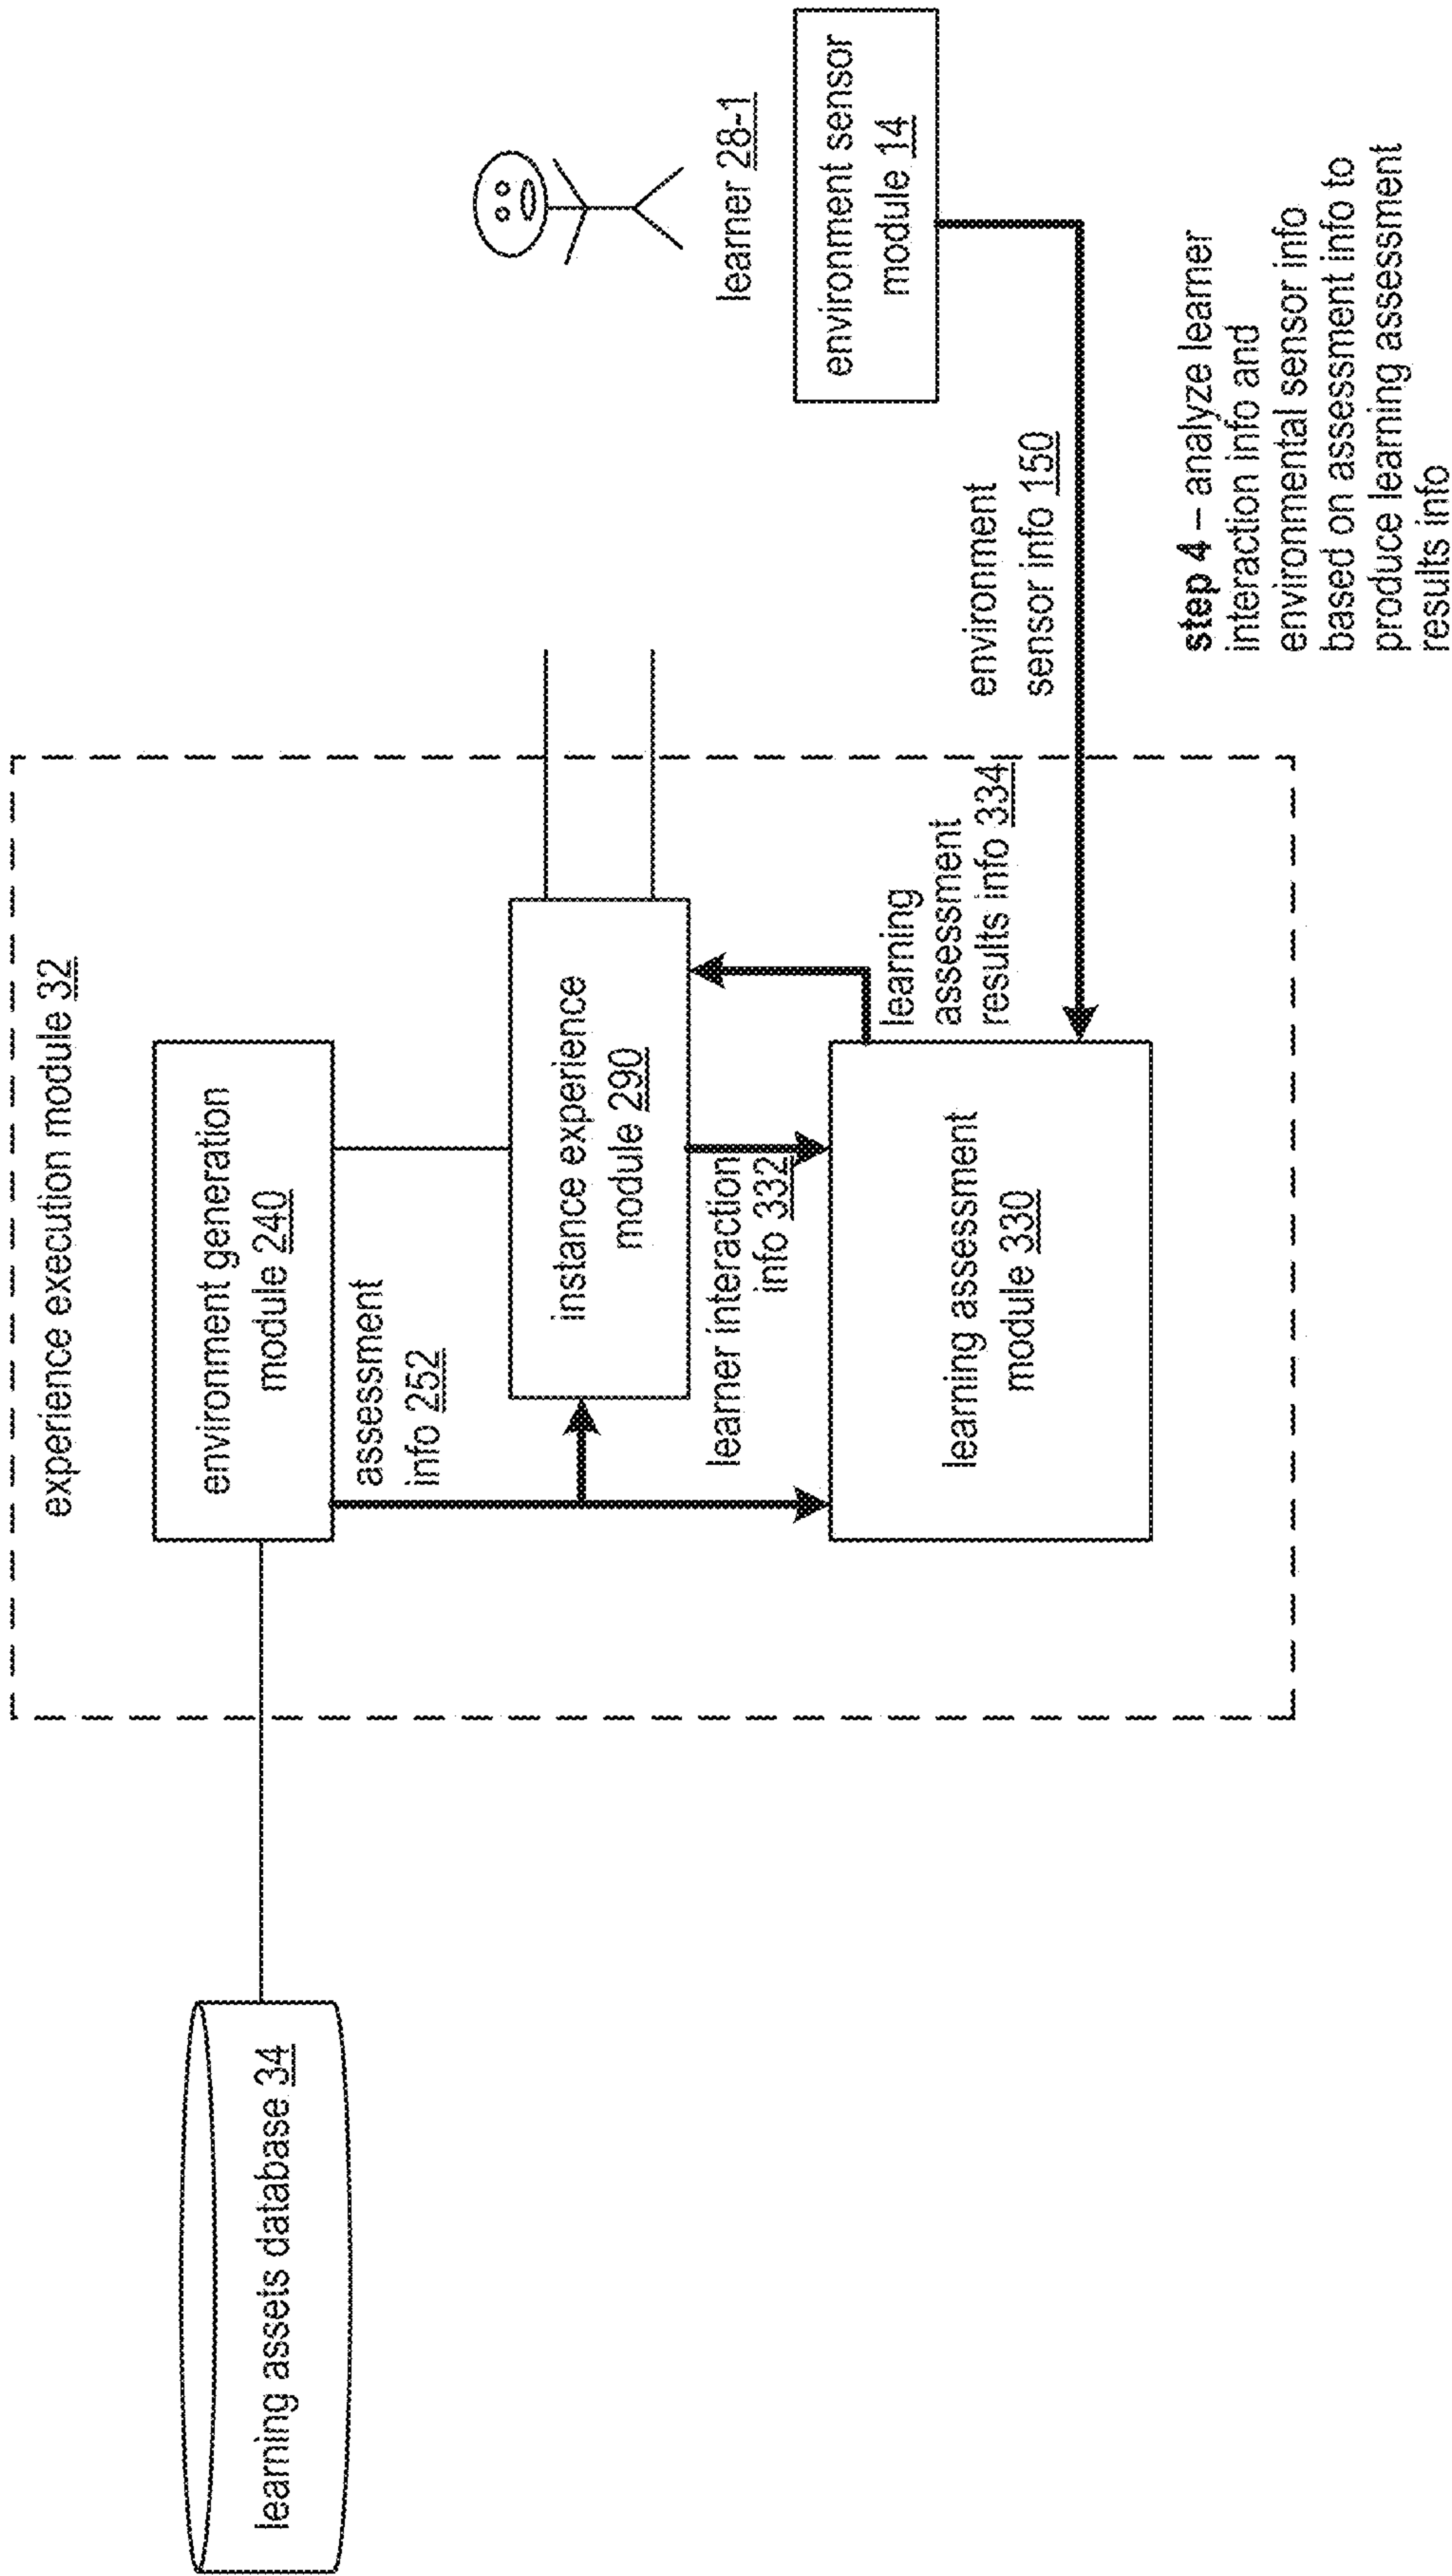 experience execution module 32
learning assets database 34
environment generation
module 240
assessment
info 252
instance experience
module 290
learner interaction
info 332
learning
assessment
results info 334
learning assessment
module 330
learner 28-1
environment sensor
module 14
environment
sensor info 150
step 4 – analyze learner
interaction info and
environmental sensor info
based on assessment info to
produce learning assessment
results info